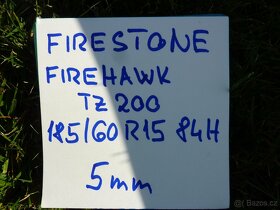 FIRESTONE
FIREHAWK
TZ 200
185/60 R15 84H
5mm
Bazos.cz